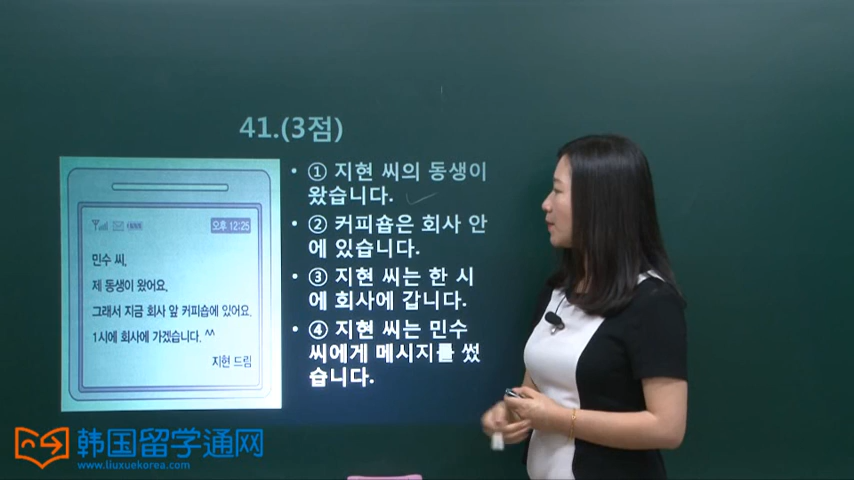 41.(3점)
오후 12:25
민수 씨,
제 동생이 왔어요.
그래서 지금 회사 앞 커피숍에 있어요.
1시에 회사에 가겠습니다. ^^
지현 드림
• ① 지현 씨의 동생이
왔습니다.
• ② 커피숍은 회사 안
에 있습니다.
• ③ 지현 씨는 한 시
에 회사에 갑니다.
• ④ 지현 씨는 민수
씨에게 메시지를 썼
습니다.
韩国留学通网
www.liuxuekorea.com